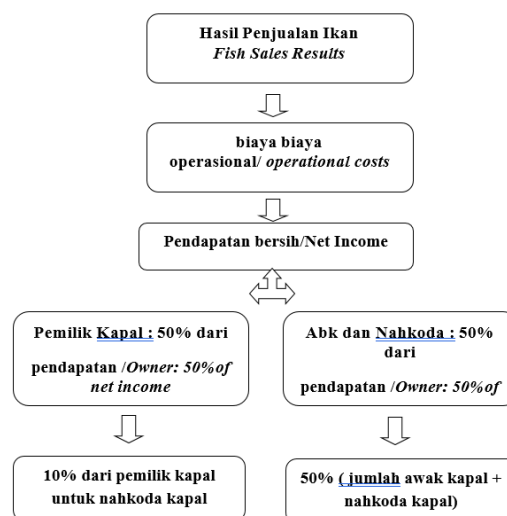 Hasil Penjualan Ikan
Fish Sales Results
biaya biaya
operasional/ operational costs
Pendapatan bersih/Net Income
Pemilik Kapal : 50% dari
pendapatan /Owner: 50%of
net income
Abk dan Nahkoda : 50%
dari
pendapatan /Owner: 50%of
10% dari pemilik kapal
untuk nahkoda kapal
50% ( jumlah awak kapal +
nahkoda kapal)